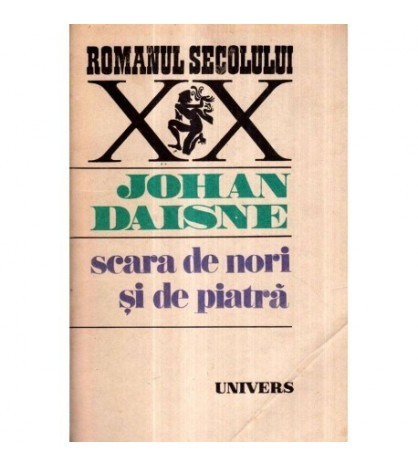 ROMANUL SECOLULUI
XX
JOHAN
DAISNE
scara de nori
și de piatră
UNIVERS